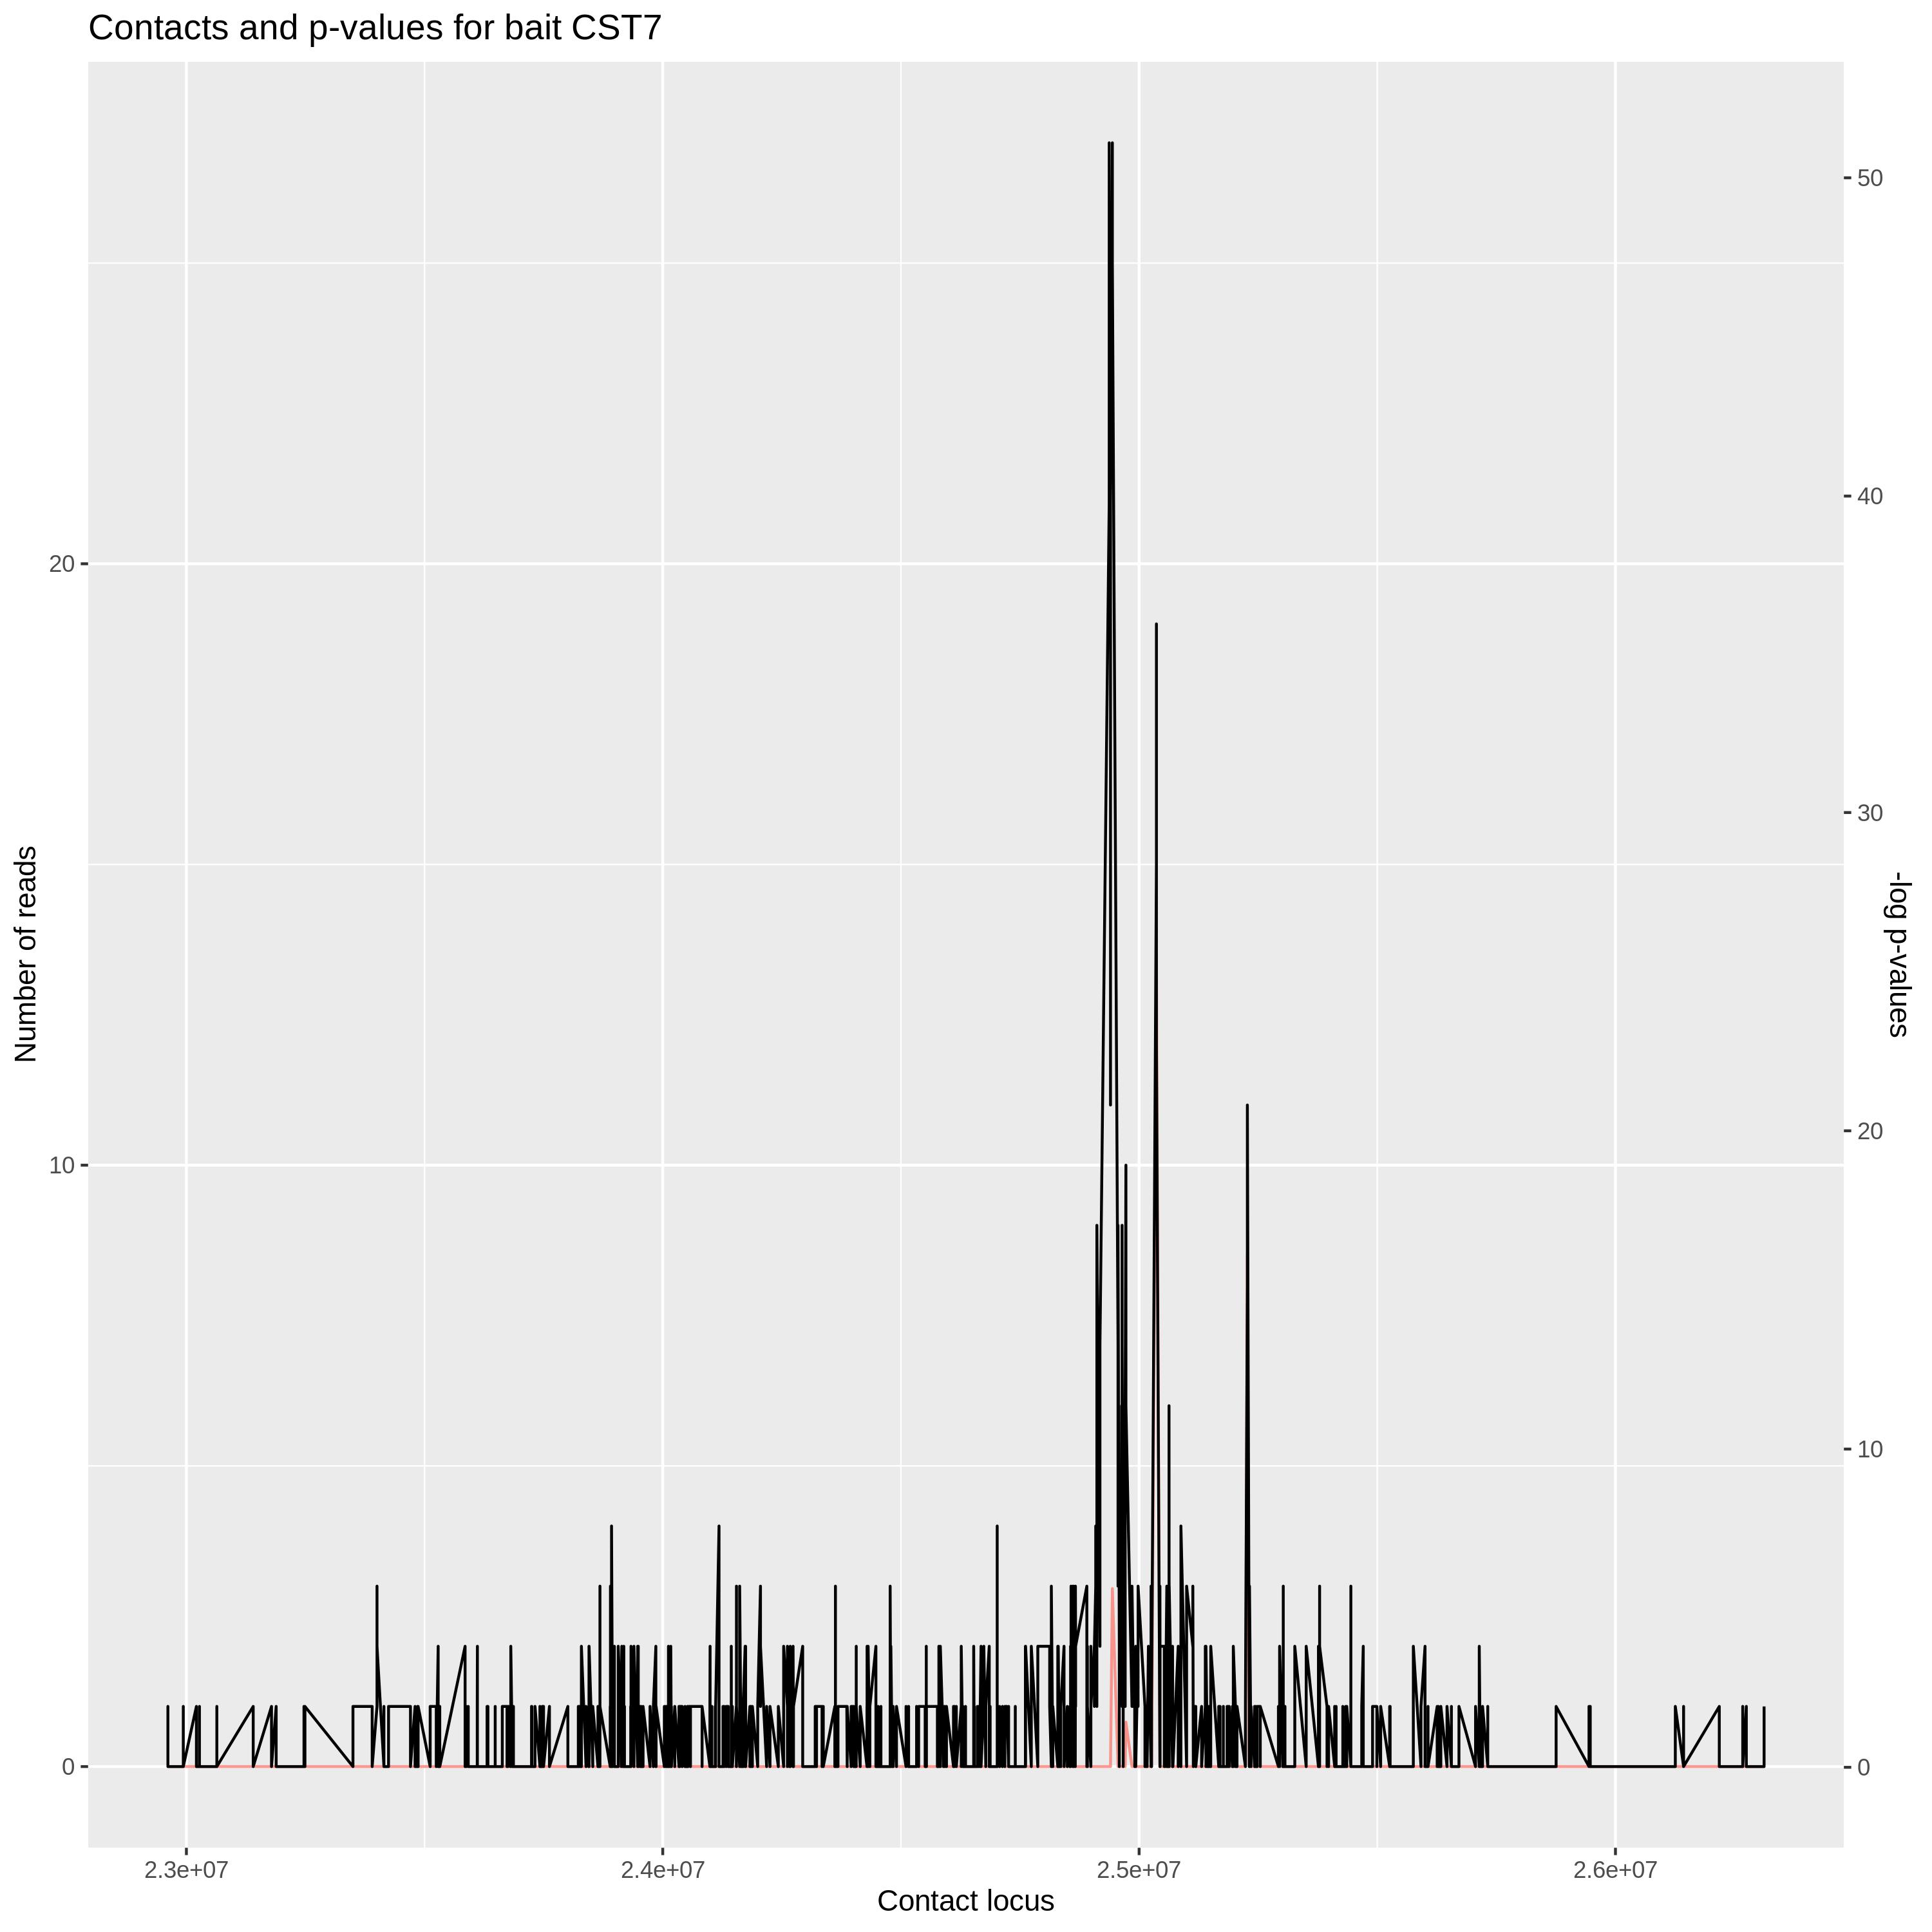 Contacts and p-values for bait CST7
Number of reads
20
10
0
50
40
30
20
10
0
-log p-values
2.3e+07
2.4e+07
2.5e+07
2.6e+07
Contact locus